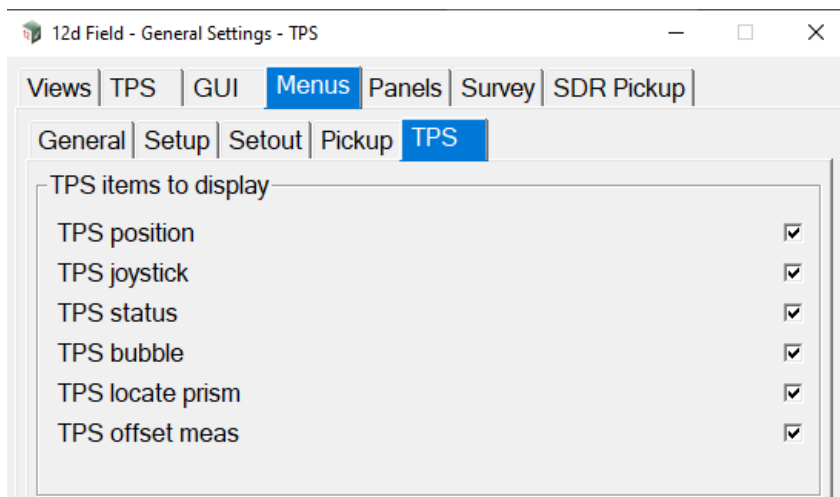 12d Field - General Settings - TPS
Views TPS GUI Menus Panels Survey SDR Pickup
General Setup Setout Pickup TPS
TPS items to display
TPS position
TPS joystick
TPS status
TPS bubble
TPS locate prism
TPS offset meas